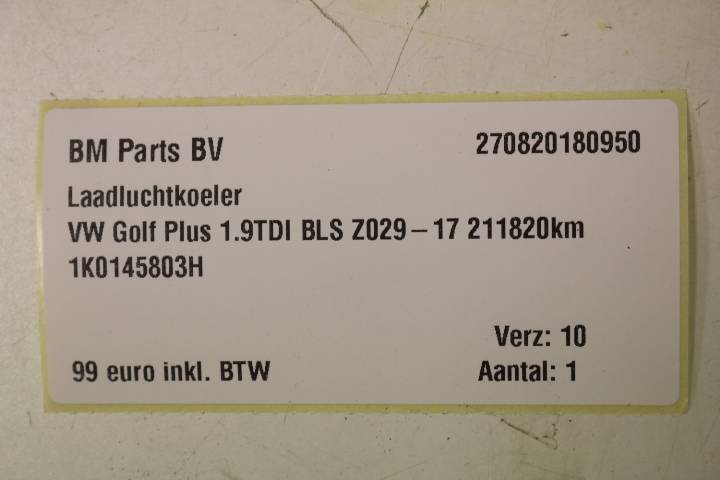 BM Parts BV 270820180950
Laadluchtkoeler
VW Golf Plus 1.9TDI BLS Z029-17 211820km
1K0145803H
Verz: 10
99 euro inkl. BTW Aantal: 1